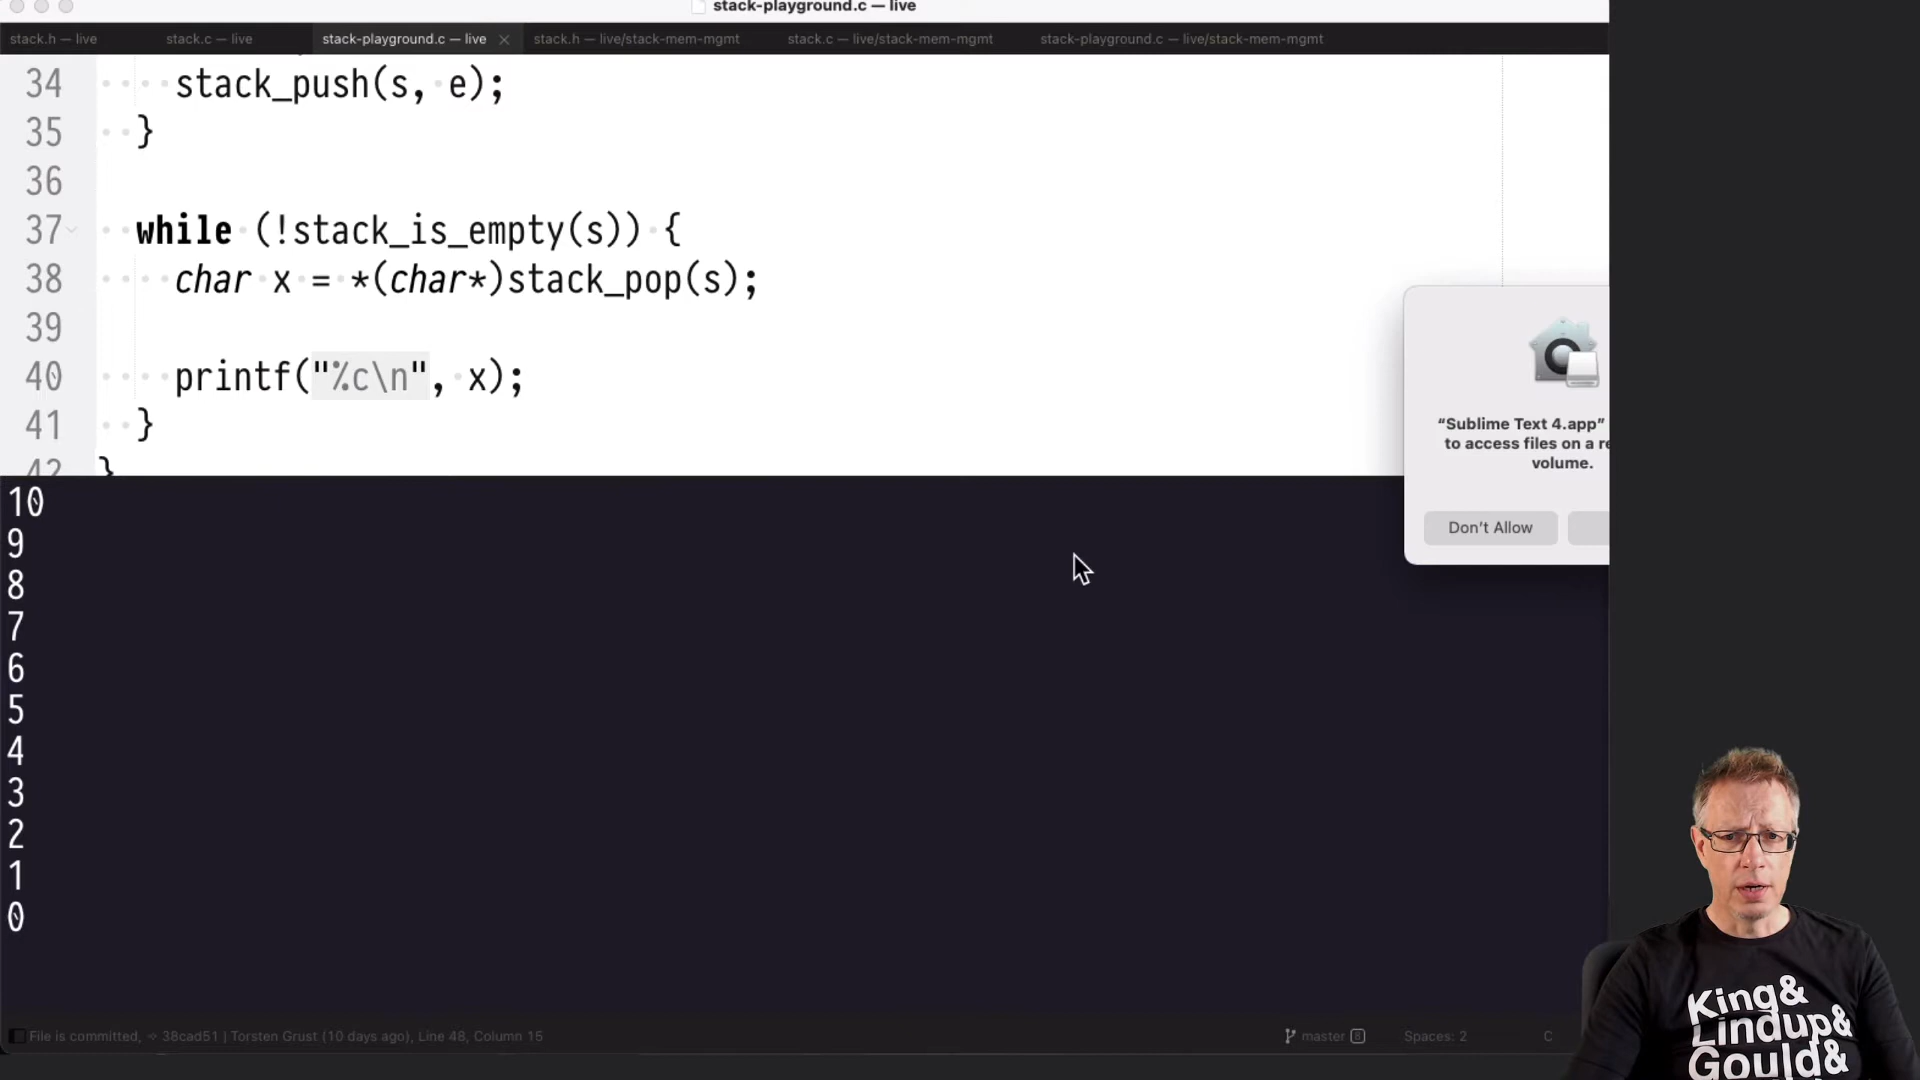 stack-playground.c — live
stack.h — live
stack.c — live
stack-playground.c — live
stack.h — live/stack-mem-mgmt
stack.c — live/stack-mem-mgmt
stack-playground.c — live/stack-mem-mgmt
34 stack_push(s, e);
35 }
36
37 while (!stack_is_empty(s)) {
38 char x = *(char*)stack_pop(s);
39
40 printf("%c\n", x);
41 }
42 }
“Sublime Text 4.app”
to access files on a re
volume.
Don't Allow
10
9
8
7
6
5
4
3
2
1
0
File is committed, 38cad51 | Torsten Grust (10 days ago), Line 48, Column 15
master 8
Spaces: 2
C
King&
Lindup&
Gould&